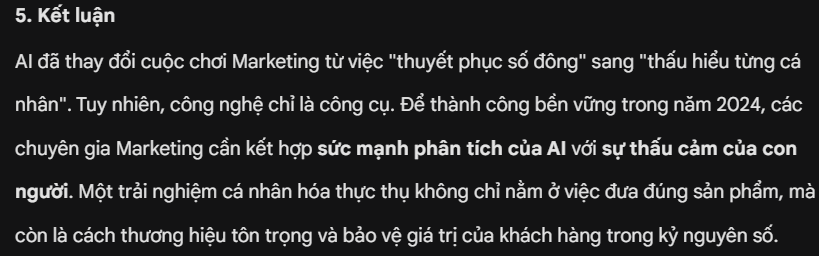 5. Kết luận
AI đã thay đổi cuộc chơi Marketing từ việc "thuyết phục số đông" sang "thấu hiểu từng cá
nhân". Tuy nhiên, công nghệ chỉ là công cụ. Để thành công bền vững trong năm 2024, các
chuyên gia Marketing cần kết hợp sức mạnh phân tích của AI với sự thấu cảm của con
người. Một trải nghiệm cá nhân hóa thực thụ không chỉ nằm ở việc đưa đúng sản phẩm, mà
còn là cách thương hiệu tôn trọng và bảo vệ giá trị của khách hàng trong kỷ nguyên số.